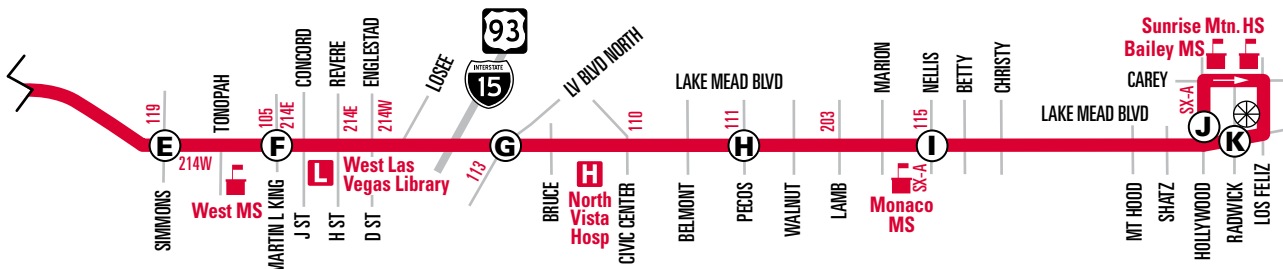 93
INTERSTATE
15
Sunrise Mtn. HS
Bailey MS
CAREY
SX-A
LAKE MEAD BLVD
LAKE MEAD BLVD
119
TONOPAH
105
214E
CONCORD
REVERE
214E
ENGLESTAD
214W
LOSEE
LV BLVD NORTH
110
111
203
MARION
NELLIS
115
BETTY
CHRISTY
E
F
G
H
I
J
K
214W
West MS
L
West Las
Vegas Library
113
H
North
Vista
Hosp
Monaco
MS
SX-A
SIMMONS
MARTIN L KING
J ST
H ST
D ST
BRUCE
CIVIC CENTER
BELMONT
PECOS
WALNUT
LAMB
MT HOOD
SHATZ
HOLLYWOOD
RADWICK
LOS FELIZ